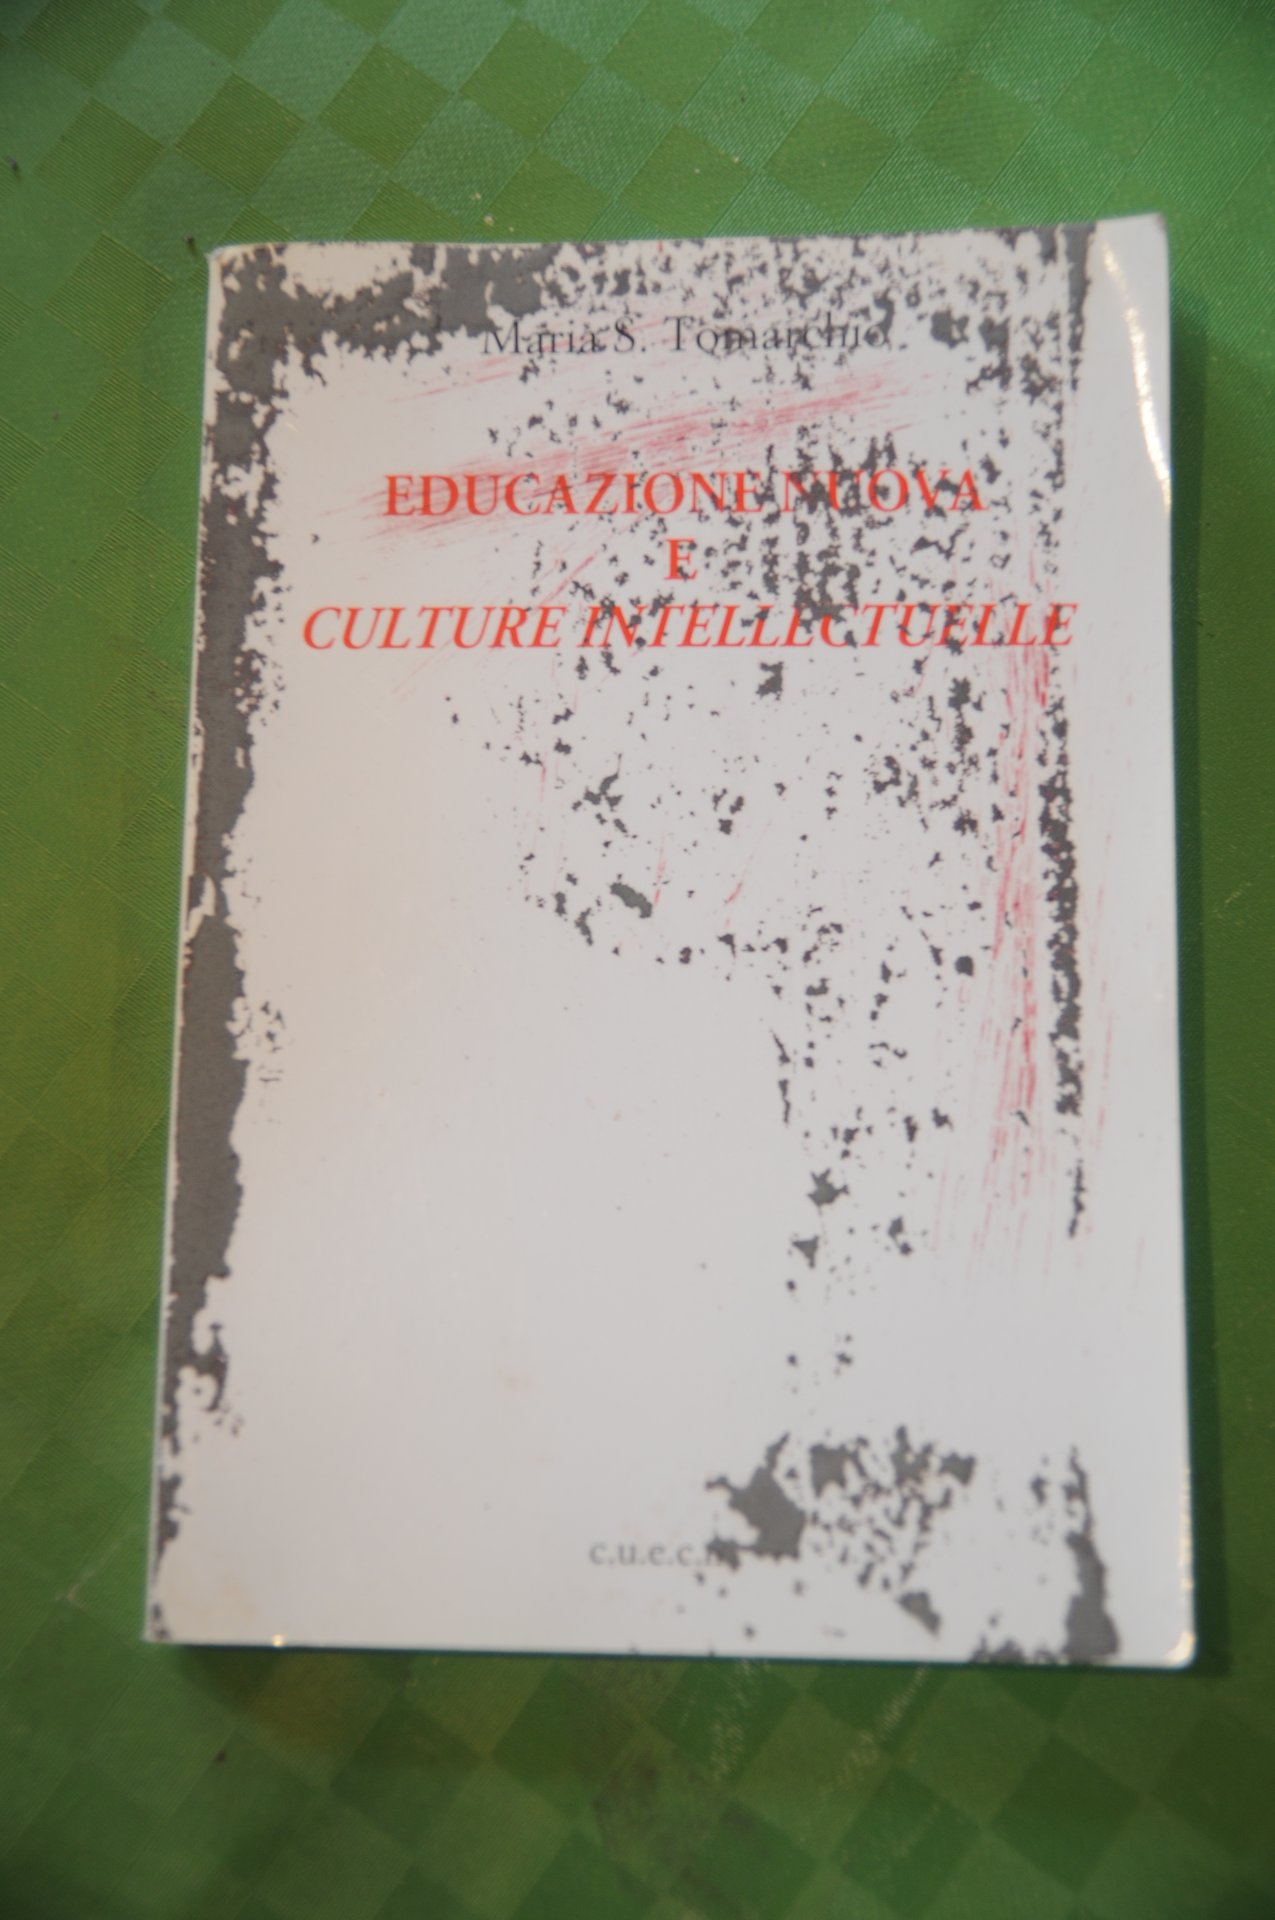 Maria S. Tomarchio
EDUCAZIONE NUOVA
E
CULTURE INTELLECTUELLE
c.u.e.c.m.